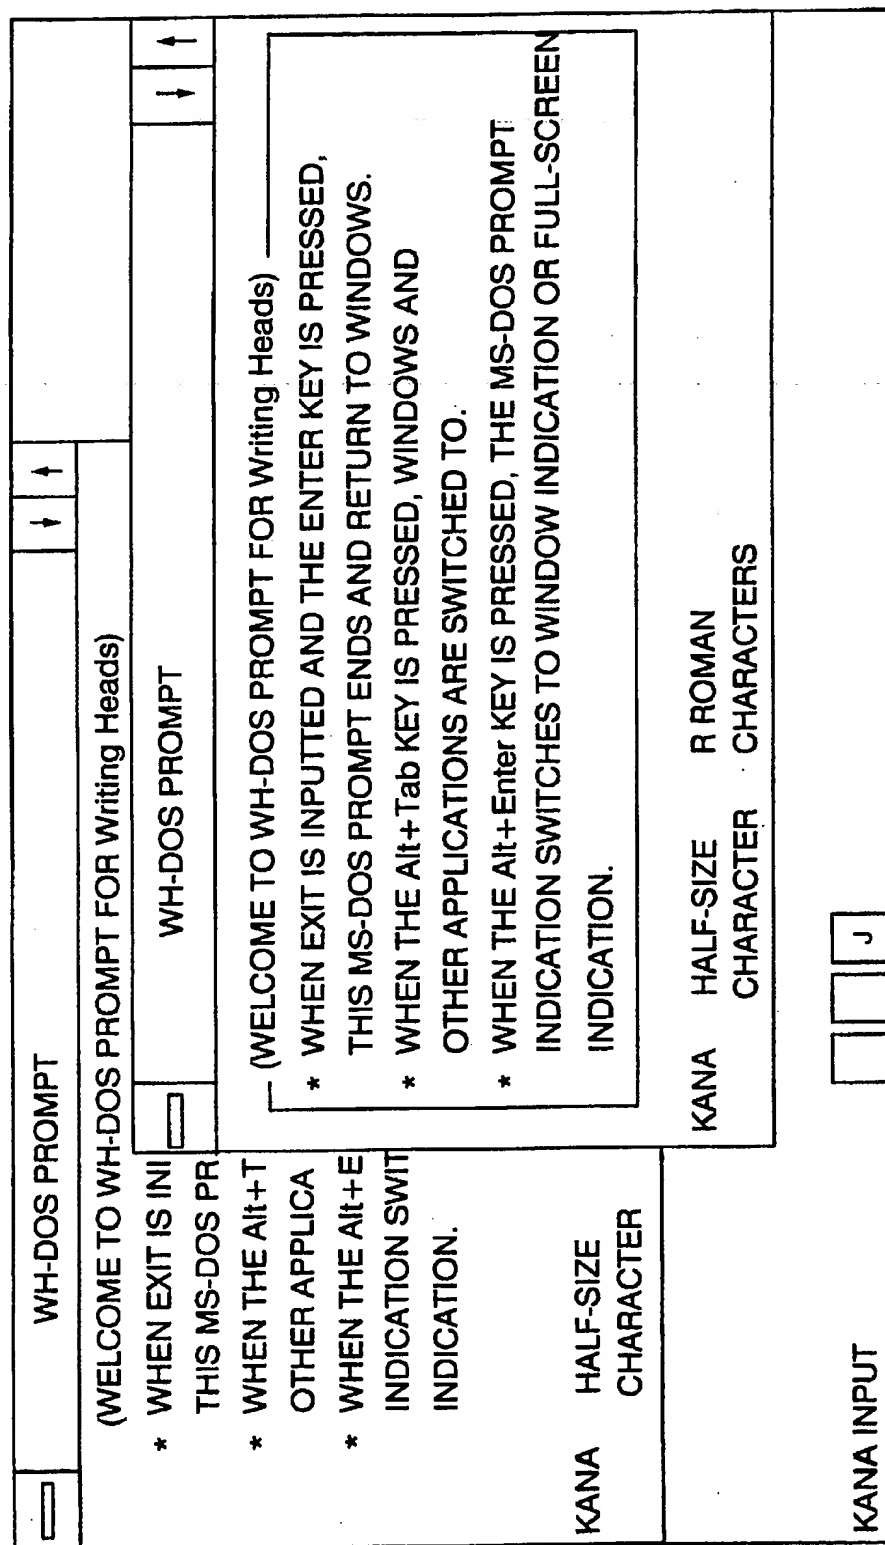 WH-DOS PROMPT
(WELCOME TO WH-DOS PROMPT FOR Writing Heads)
* WHEN EXIT IS INI
THIS MS-DOS PR
* WHEN THE Alt+T
OTHER APPLICA
* WHEN THE Alt+E
INDICATION SWIT
INDICATION.
KANA HALF-SIZE
CHARACTER
WH-DOS PROMPT
(WELCOME TO WH-DOS PROMPT FOR Writing Heads)
* WHEN EXIT IS INPUTTED AND THE ENTER KEY IS PRESSED,
THIS MS-DOS PROMPT ENDS AND RETURN TO WINDOWS.
* WHEN THE Alt+Tab KEY IS PRESSED, WINDOWS AND
OTHER APPLICATIONS ARE SWITCHED TO.
* WHEN THE Alt+Enter KEY IS PRESSED, THE MS-DOS PROMPT
INDICATION SWITCHES TO WINDOW INDICATION OR FULL-SCREEN
INDICATION.
KANA HALF-SIZE R ROMAN
CHARACTER CHARACTERS
KANA INPUT J